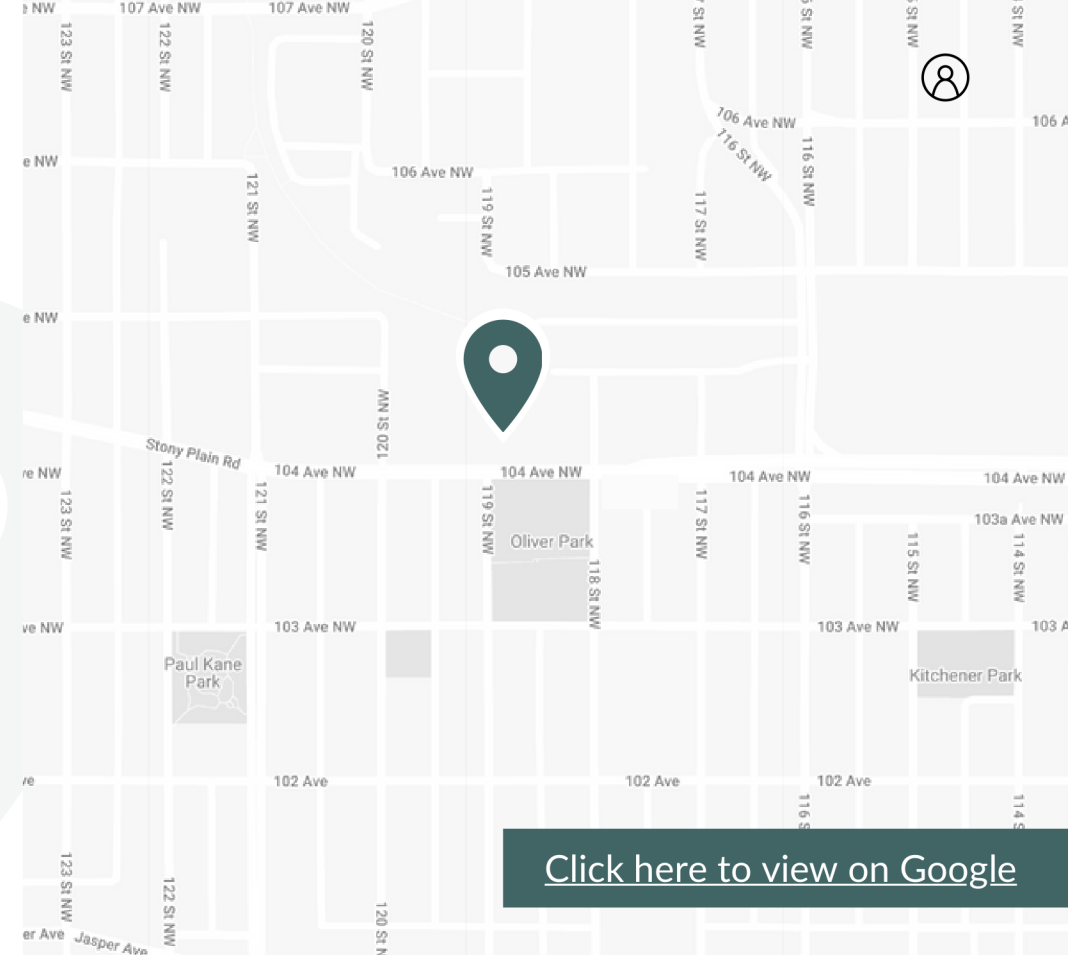 107 Ave NW
107 Ave NW
123 St NW
122 St NW
120 St NW
106 Ave NW
116 St NW
116 St NW
106 Ave NW
121 St NW
119 St NW
117 St NW
105 Ave NW
120 St NW
Stony Plain Rd
104 Ave NW
104 Ave NW
104 Ave NW
104 Ave NW
122 St NW
123 St NW
121 St NW
119 St NW
117 St NW
116 St NW
103a Ave NW
115 St NW
114 St NW
Oliver Park
118 St NW
103 Ave NW
103 Ave NW
Paul Kane
Park
Kitchener Park
102 Ave
102 Ave
102 Ave
Click here to view on Google
123 St NW
122 St NW
120 St N
Jasper Ave